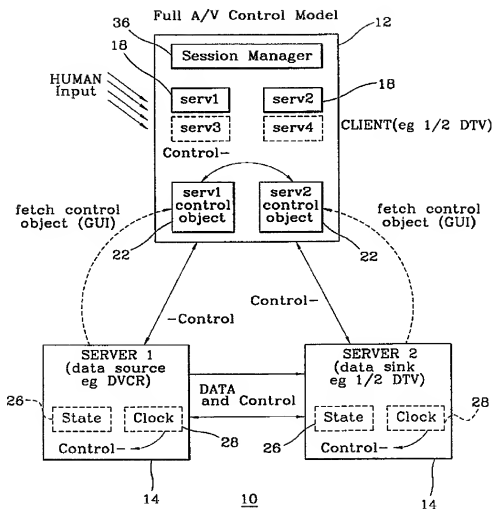 Full A/V Control Model
36
12
Session Manager
18
18
HUMAN
Input
serv1
serv2
serv3
serv4
CLIENT(eg 1/2 DTV)
Control-
serv1
control
object
serv2
control
object
fetch control
object (GUI)
fetch control
object (GUI)
22
22
-Control
Control-
SERVER 1
(data source
eg DVCR)
SERVER 2
(data sink
eg 1/2 DTV)
DATA
and Control
26
State
Clock
28
State
Clock
28
26
Control-
Control-
14
10
14